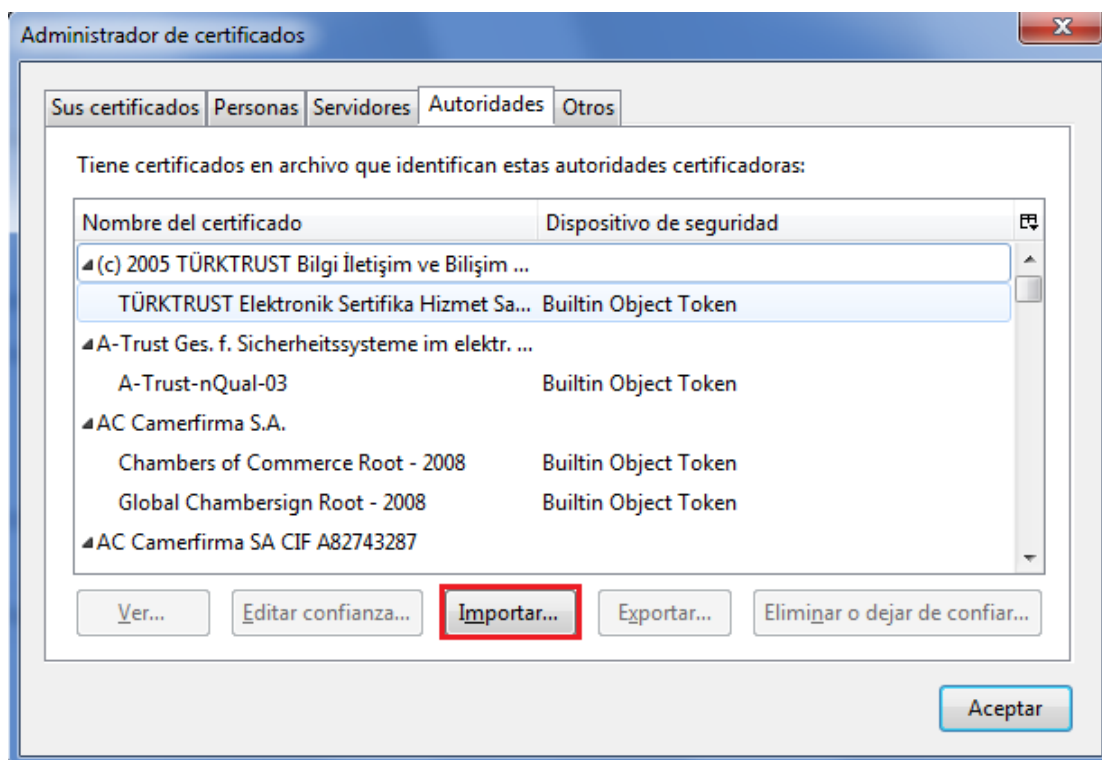 Administrador de certificados
Sus certificados Personas Servidores Autoridades Otros
Tiene certificados en archivo que identifican estas autoridades certificadoras:
Nombre del certificado Dispositivo de seguridad
(c) 2005 TÜRKTRUST Bilgi İletişim ve Bilişim ...
TÜRKTRUST Elektronik Sertifika Hizmet Sa... Builtin Object Token
A-Trust Ges. f. Sicherheitssysteme im elektr. ...
A-Trust-nQual-03 Builtin Object Token
AC Camerfirma S.A.
Chambers of Commerce Root - 2008 Builtin Object Token
Global Chambersign Root - 2008 Builtin Object Token
AC Camerfirma SA CIF A82743287
Ver... Editar confianza... Importar... Exportar... Eliminar o dejar de confiar...
Aceptar